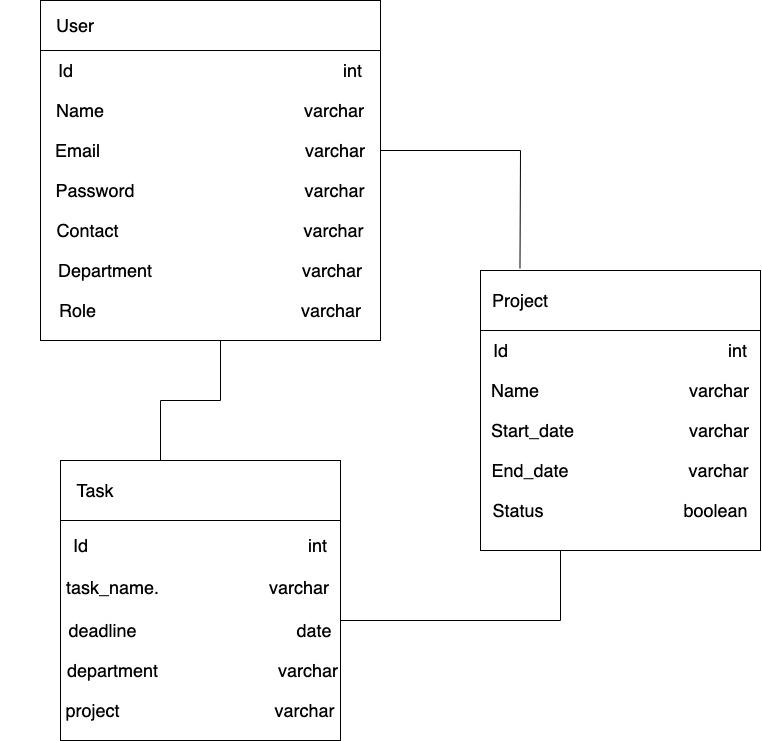 User
Id int
Name varchar
Email varchar
Password varchar
Contact varchar
Department varchar
Role varchar
Project
Id int
Name varchar
Start_date varchar
End_date varchar
Status boolean
Task
Id int
task_name. varchar
deadline date
department varchar
project varchar